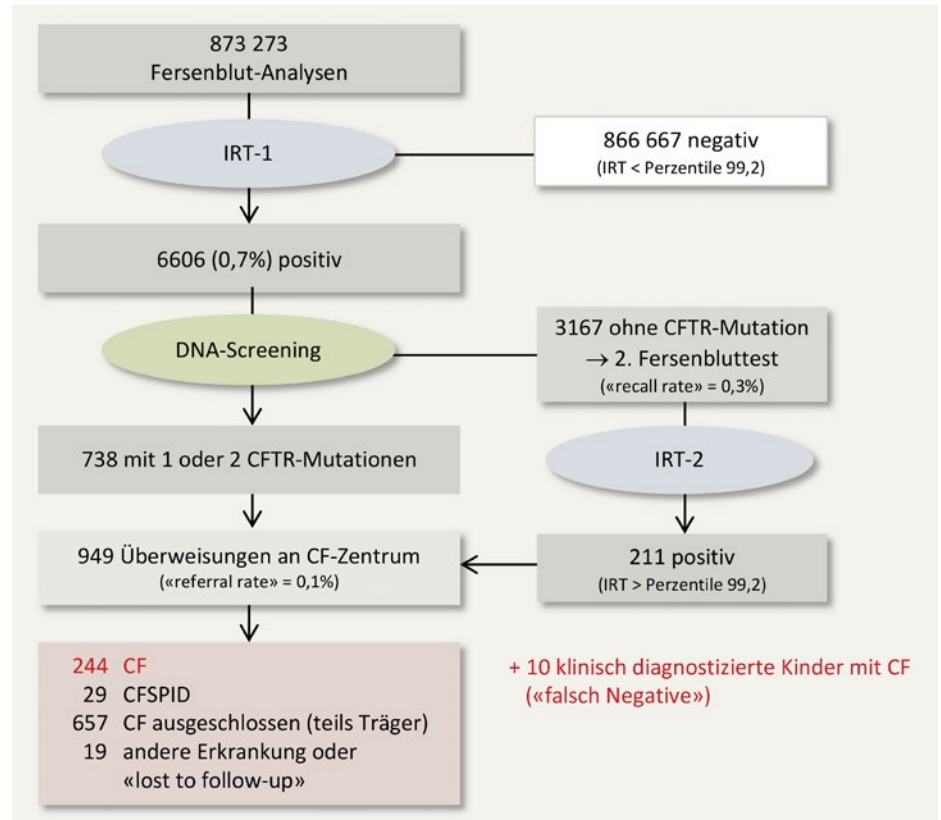 873 273
Fersenblut-Analysen
IRT-1
866 667 negativ
(IRT < Perzentile 99,2)
6606 (0,7%) positiv
DNA-Screening
3167 ohne CFTR-Mutation
→ 2. Fersenbluttest
(«recall rate» = 0,3%)
738 mit 1 oder 2 CFTR-Mutationen
IRT-2
949 Überweisungen an CF-Zentrum
(«referral rate» = 0,1%)
211 positiv
(IRT > Perzentile 99,2)
244 CF
29 CFSPID
657 CF ausgeschlossen (teils Träger)
19 andere Erkrankung oder
«lost to follow-up»
+ 10 klinisch diagnostizierte Kinder mit CF
(«falsch Negative»)